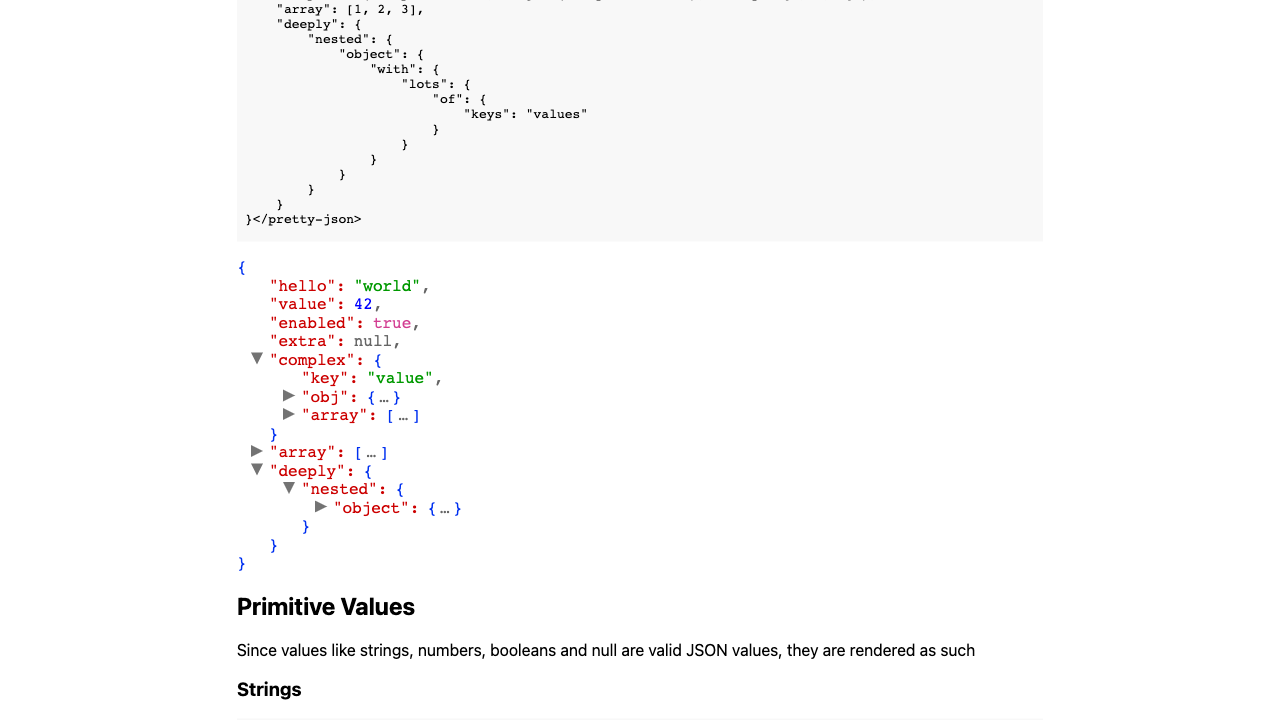 "array": [1, 2, 3],
"deeply": {
"nested": {
"object": {
"with": {
"lots": {
"of": {
"keys": "values"
}
}
}
}
}
}
}</pretty-json>
{
"hello": "world",
"value": 42,
"enabled": true,
"extra": null,
▼ "complex": {
"key": "value",
▶ "obj": {…}
▶ "array": […]
}
▶ "array": […]
▼ "deeply": {
▼ "nested": {
▶ "object": {…}
}
}
}
Primitive Values
Since values like strings, numbers, booleans and null are valid JSON values, they are rendered as such
Strings